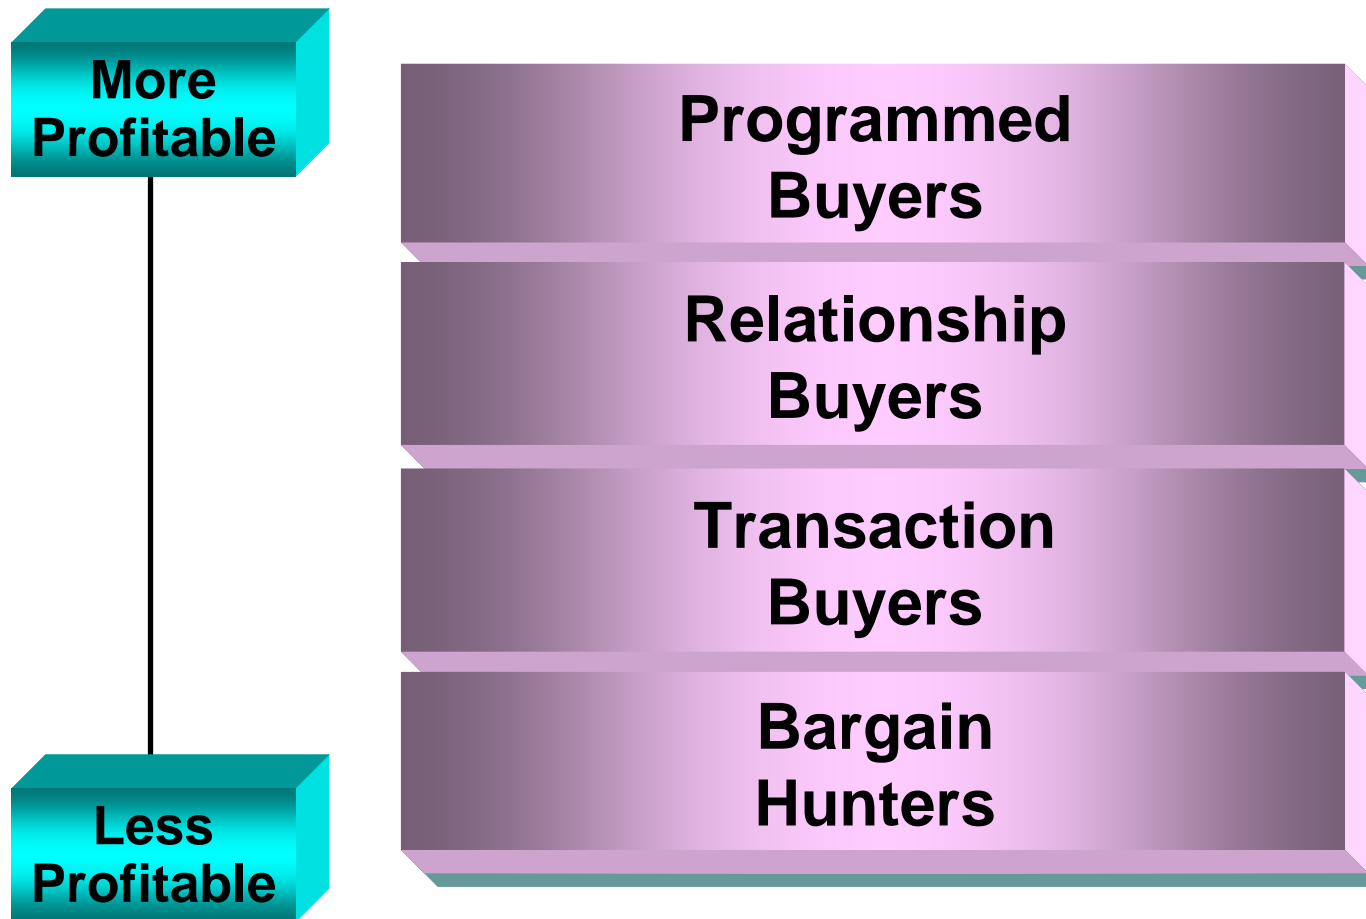 More
Profitable
Programmed
Buyers
Relationship
Buyers
Transaction
Buyers
Bargain
Hunters
Less
Profitable